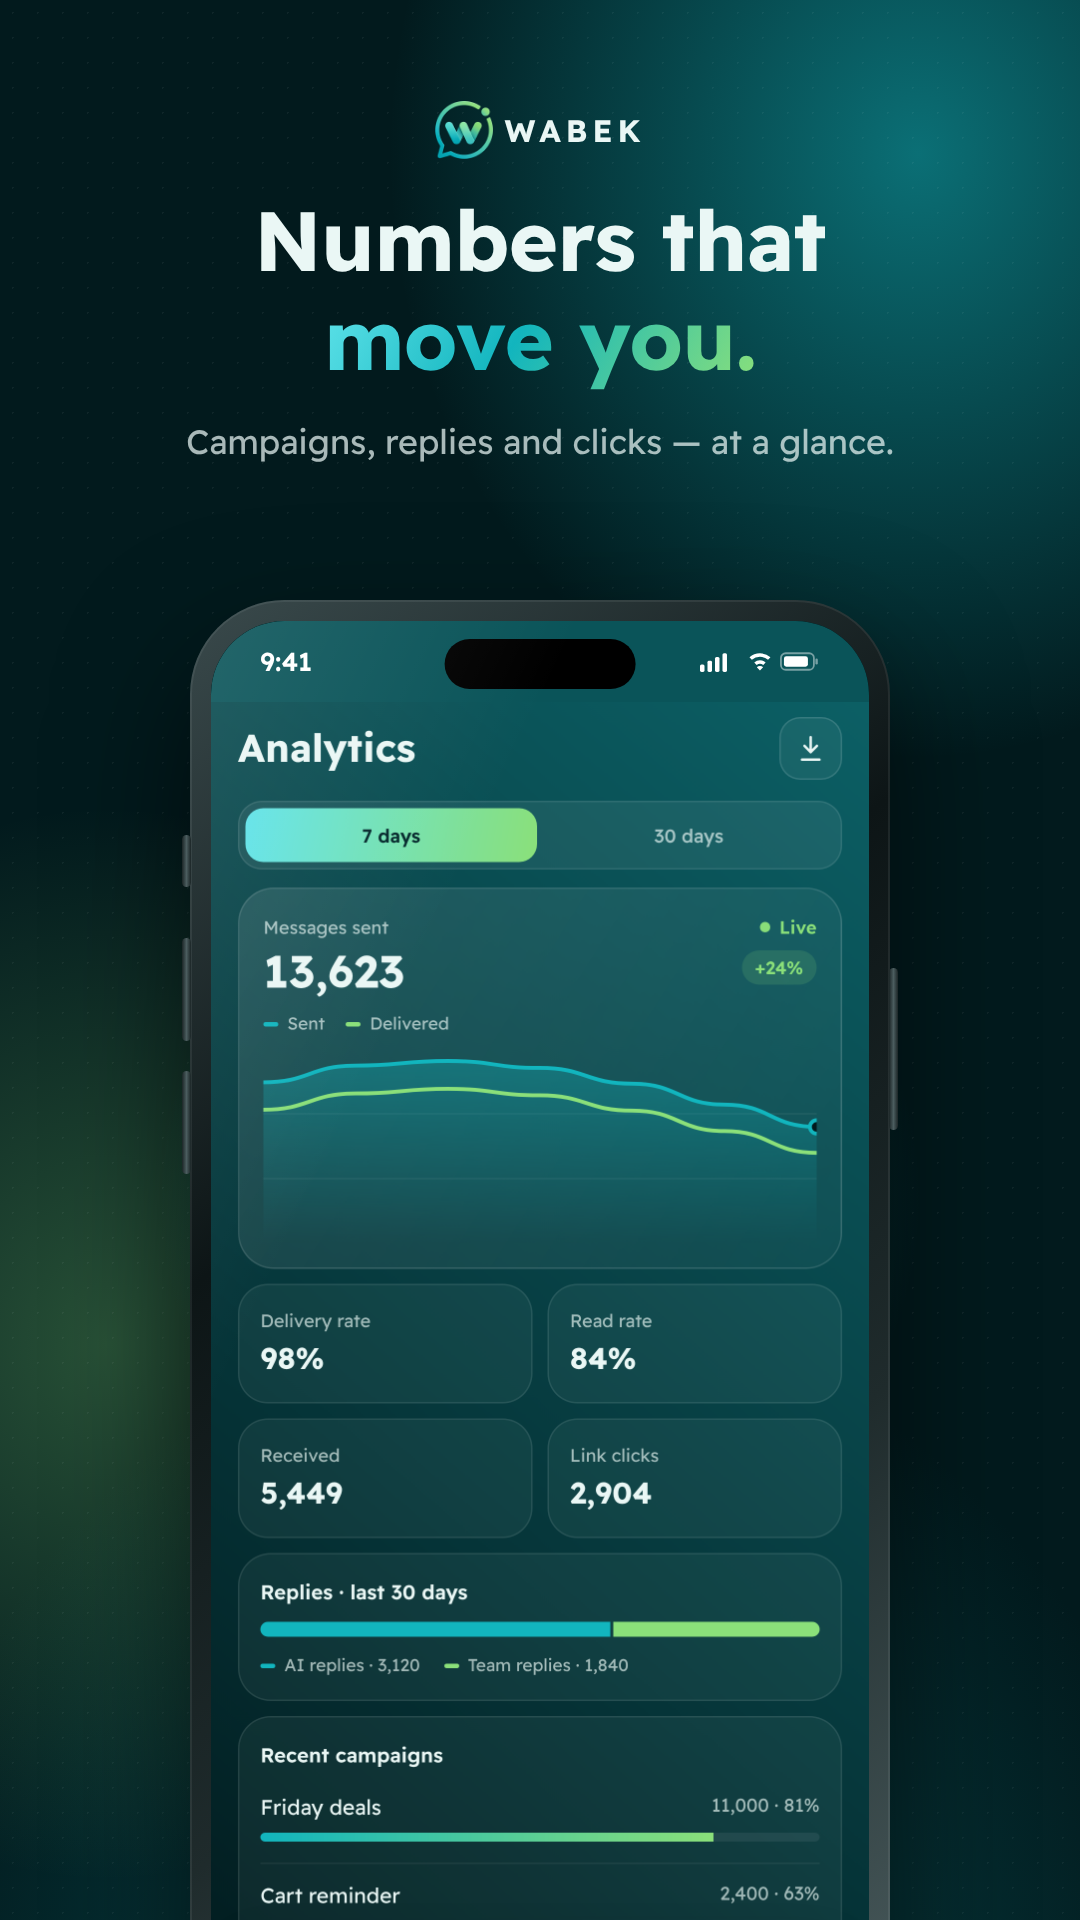 WABEK
Numbers that
move you.
Campaigns, replies and clicks — at a glance.
9:41
Analytics
7 days
30 days
Messages sent
Live
13,623
+24%
Sent
Delivered
Delivery rate
98%
Read rate
84%
Received
5,449
Link clicks
2,904
Replies · last 30 days
AI replies · 3,120
Team replies · 1,840
Recent campaigns
Friday deals
11,000 · 81%
Cart reminder
2,400 · 63%